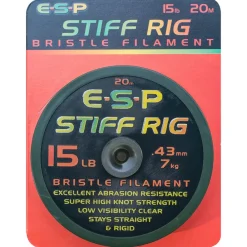 E-S-P 15lb 20M
STIFF RIG
BRISTLE FILAMENT
20m
E-S-P
STIFF RIG
15LB .43mm
7kg
BRISTLE FILAMENT
EXCELLENT ABRASION RESISTANCE
SUPER HIGH KNOT STRENGTH
LOW VISIBILITY CLEAR
STAYS STRAIGHT
& RIGID